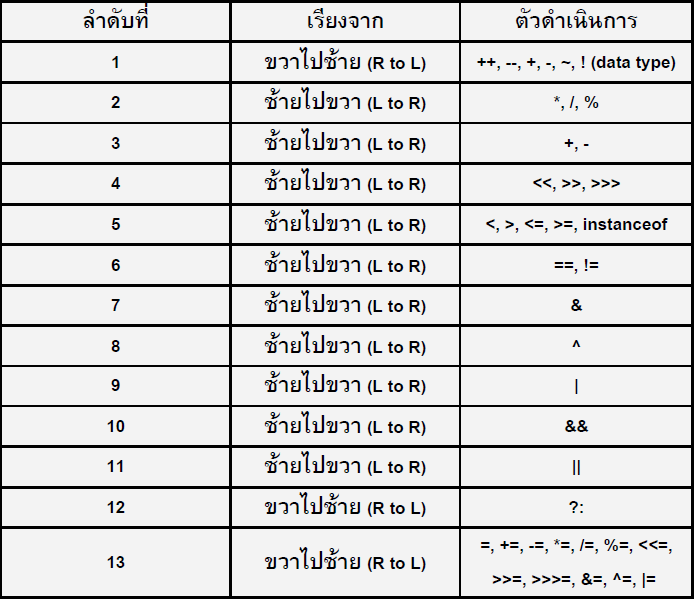 ลำดับที่ เรียงจาก ตัวดำเนินการ
1 ขวาไปซ้าย (R to L) ++, --, +, -, ~, ! (data type)
2 ซ้ายไปขวา (L to R) *, /, %
3 ซ้ายไปขวา (L to R) +, -
4 ซ้ายไปขวา (L to R) <<, >>, >>>
5 ซ้ายไปขวา (L to R) <, >, <=, >=, instanceof
6 ซ้ายไปขวา (L to R) ==, !=
7 ซ้ายไปขวา (L to R) &
8 ซ้ายไปขวา (L to R) ^
9 ซ้ายไปขวา (L to R) |
10 ซ้ายไปขวา (L to R) &&
11 ซ้ายไปขวา (L to R) ||
12 ขวาไปซ้าย (R to L) ?:
13 ขวาไปซ้าย (R to L) =, +=, -=, *=, /=, %=, <<=,
>>=, >>>=, &=, ^=, |=